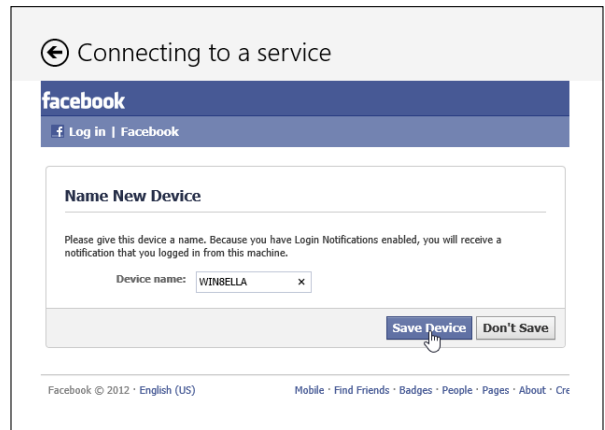 Connecting to a service
facebook
f Log in | Facebook
Name New Device
Please give this device a name. Because you have Login Notifications enabled, you will receive a
notification that you logged in from this machine.
Device name: WIN8ELLA ×
Save Device Don't Save
Facebook © 2012 · English (US) Mobile · Find Friends · Badges · People · Pages · About · Cre